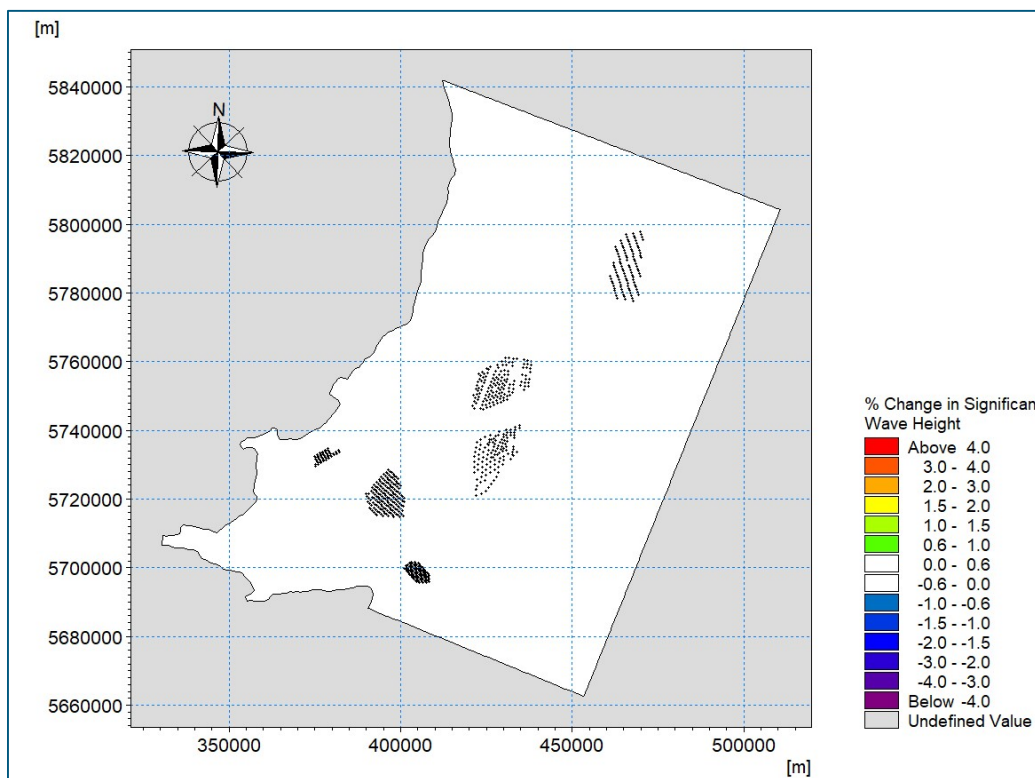 [m]
N
5840000
5820000
5800000
5780000
5760000
5740000
5720000
5700000
5680000
5660000
350000 400000 450000 500000
[m]
% Change in Significan
Wave Height
Above 4.0
3.0 - 4.0
2.0 - 3.0
1.5 - 2.0
1.0 - 1.5
0.6 - 1.0
0.0 - 0.6
-0.6 - 0.0
-1.0 - -0.6
-1.5 - -1.0
-2.0 - -1.5
-3.0 - -2.0
-4.0 - -3.0
Below -4.0
Undefined Value